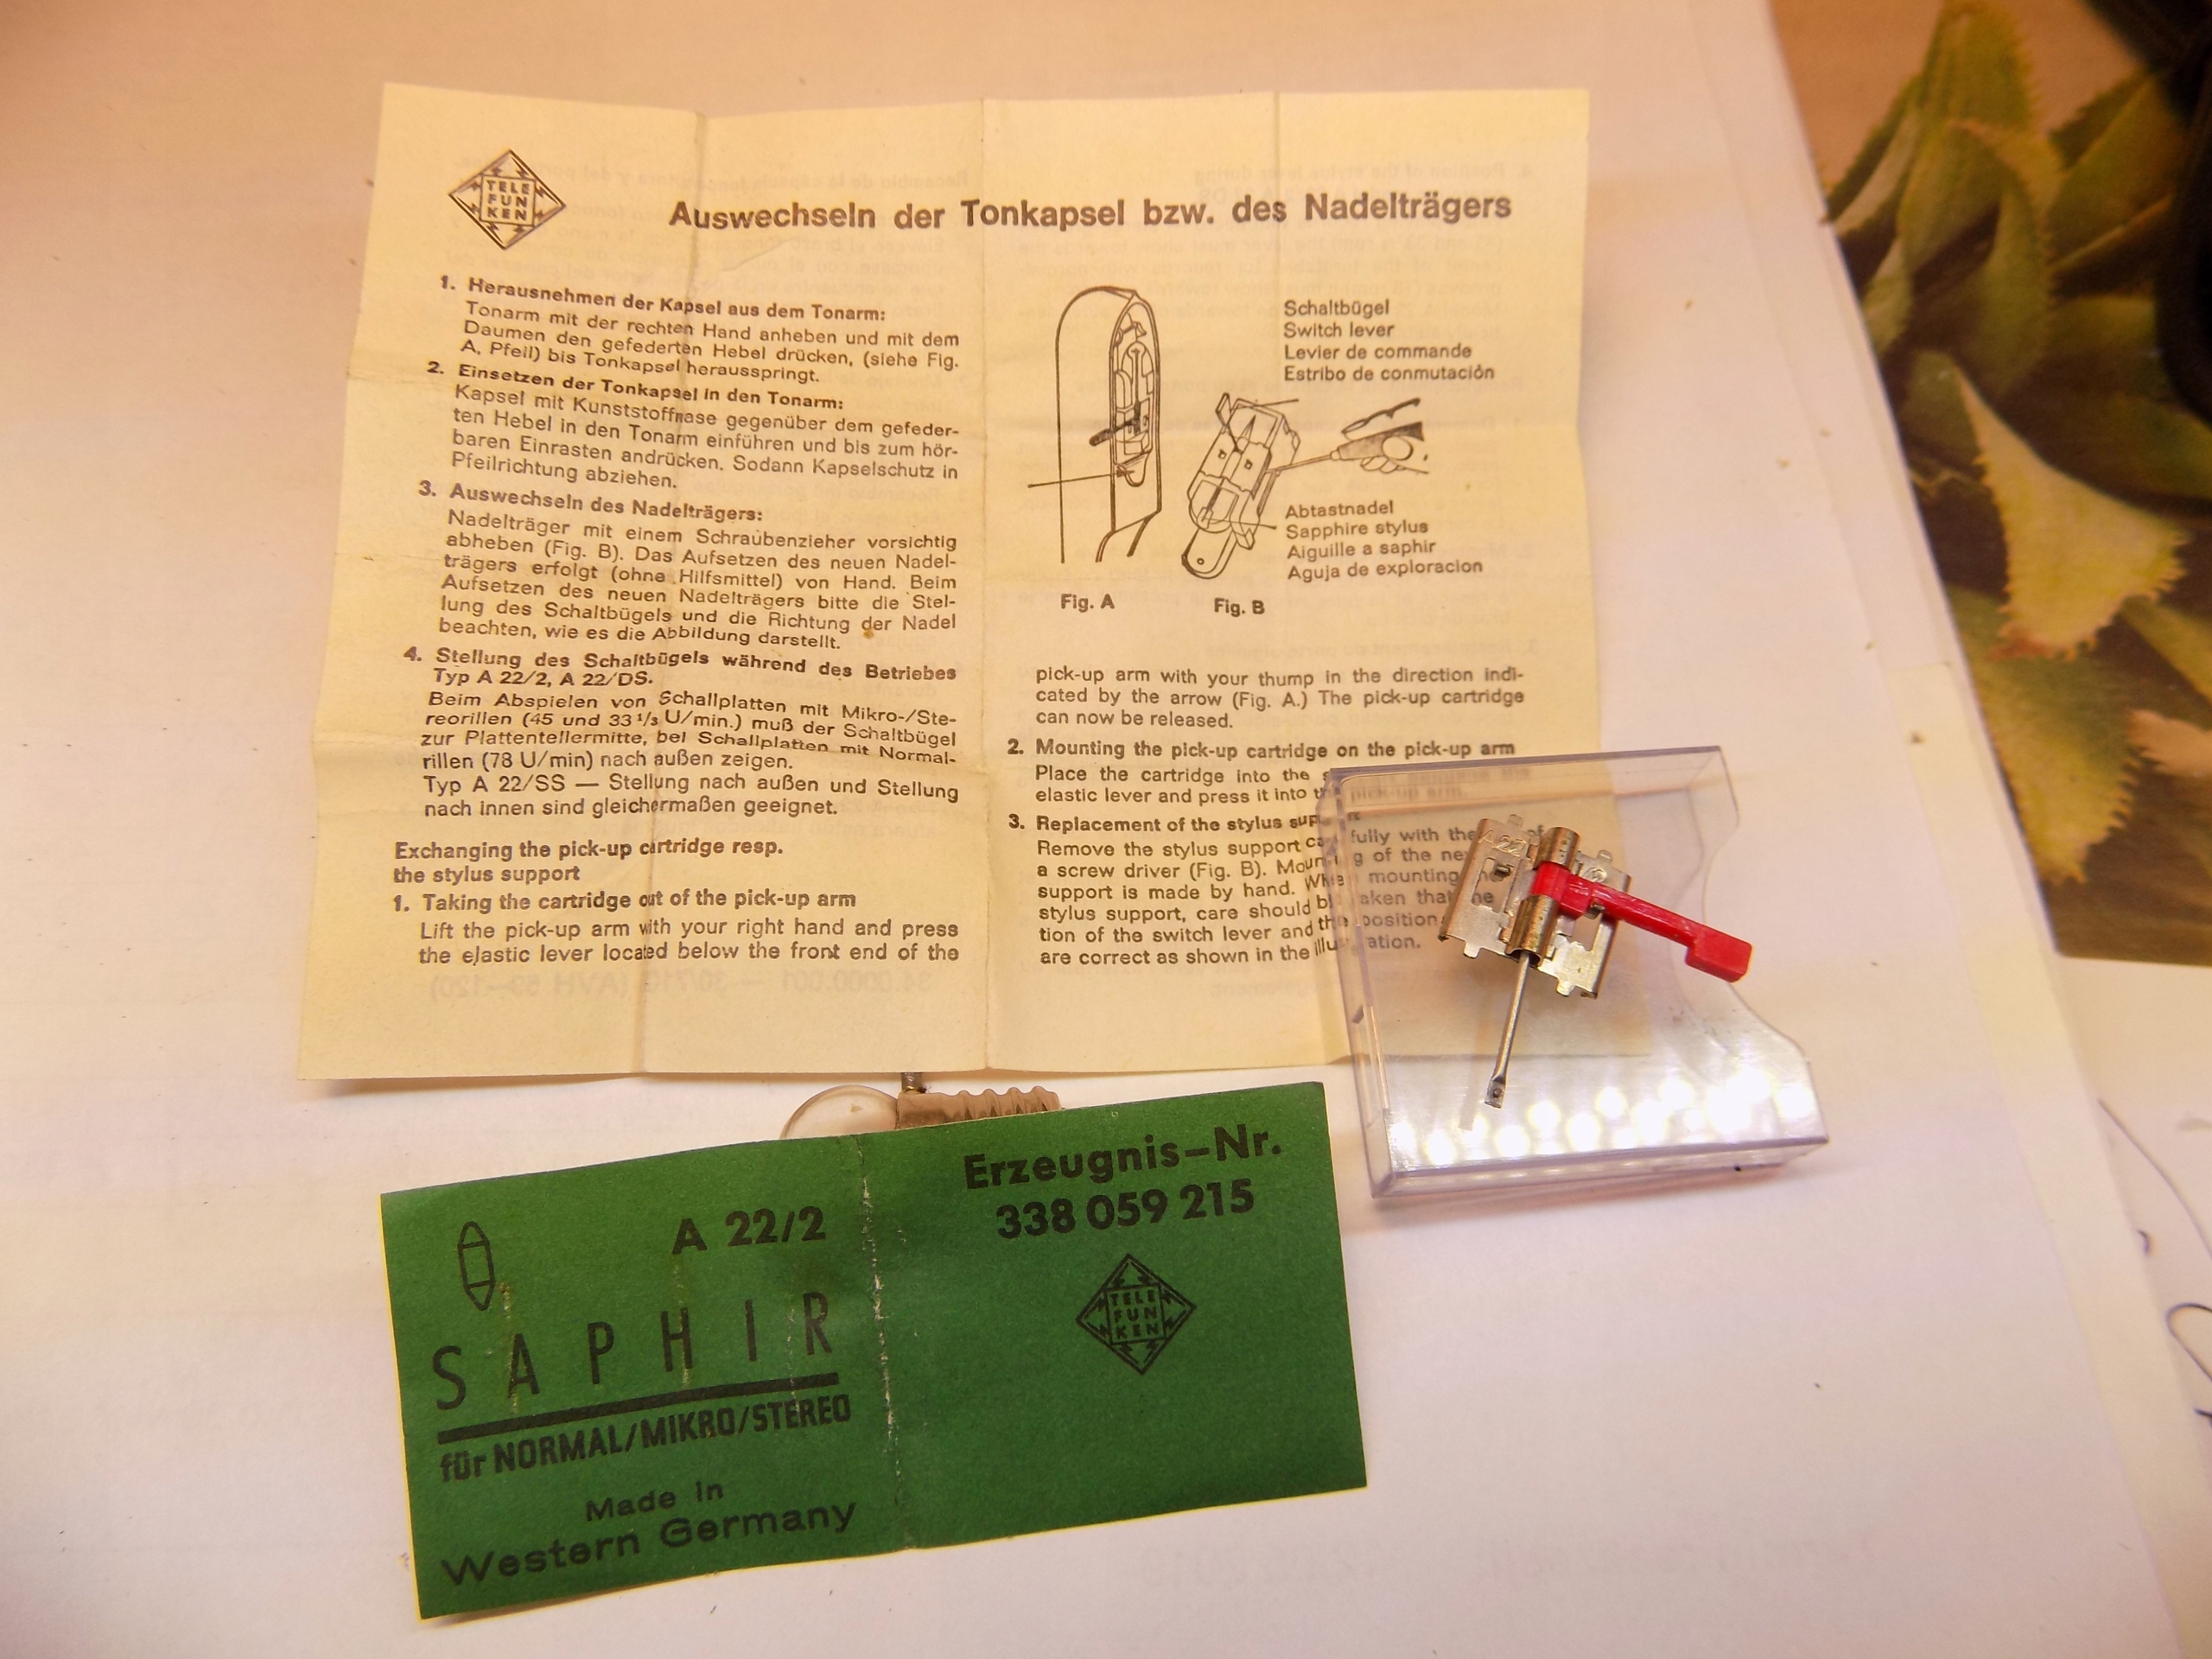 TELE
FUN
KEN
Auswechseln der Tonkapsel bzw. des Nadelträgers
1. Herausnehmen der Kapsel aus dem Tonarm:
Tonarm mit der rechten Hand anheben und mit dem
Daumen den gefederten Hebel drücken, (siehe Fig.
A, Pfeil) bis Tonkapsel herausspringt.
2. Einsetzen der Tonkapsel in den Tonarm:
Kapsel mit Kunststoffnase gegenüber dem gefeder-
ten Hebel in den Tonarm einführen und bis zum hör-
baren Einrasten andrücken. Sodann Kapselschutz in
Pfeilrichtung abziehen.
3. Auswechseln des Nadelträgers:
Nadelträger mit einem Schraubenzieher vorsichtig
abheben (Fig. B). Das Aufsetzen des neuen Nadel-
trägers erfolgt (ohne Hilfsmittel) von Hand. Beim
Aufsetzen des neuen Nadelträgers bitte die Stel-
lung des Schaltbügels und die Richtung der Nadel
beachten, wie es die Abbildung darstellt.
4. Stellung des Schaltbügels während des Betriebes
Typ A 22/2, A 22/DS.
Beim Abspielen von Schallplatten mit Mikro-/Ste-
reorillen (45 und 33 1/3 U/min.) muß der Schaltbügel
zur Plattentellermitte, bei Schallplatten mit Normal-
rillen (78 U/min) nach außen zeigen.
Typ A 22/SS — Stellung nach außen und Stellung
nach innen sind gleichermaßen geeignet.
Exchanging the pick-up cartridge resp.
the stylus support
1. Taking the cartridge out of the pick-up arm
Lift the pick-up arm with your right hand and press
the elastic lever located below the front end of the
Schaltbügel
Switch lever
Levier de commande
Estribo de conmutación
Abtastnadel
Sapphire stylus
Aiguille a saphir
Aguja de exploracion
Fig. A
Fig. B
pick-up arm with your thump in the direction indi-
cated by the arrow (Fig. A.) The pick-up cartridge
can now be released.
2. Mounting the pick-up cartridge on the pick-up arm
Place the cartridge into the
elastic lever and press it into pick-up arm.
3. Replacement of the stylus
Remove the stylus support fully with the of
a screw driver (Fig. B). of the
support is made by hand. mounting
stylus support, care should that
tion of the switch lever and position
are correct as shown in the
A 22
A 22/2
SAPHIR
für NORMAL/MIKRO/STEREO
Made in
Western Germany
Erzeugnis-Nr.
338 059 215
TELE
FUN
KEN